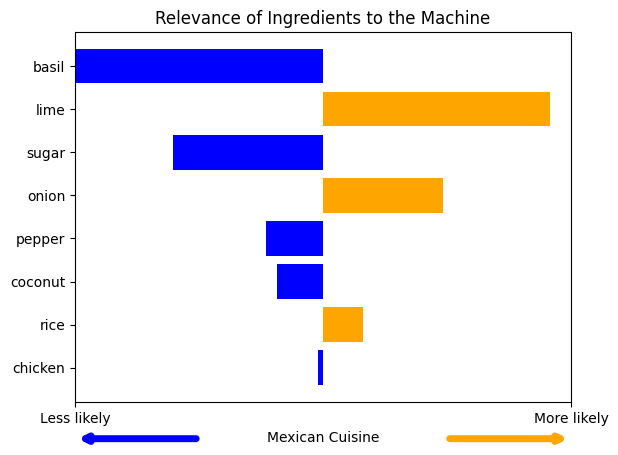 Relevance of Ingredients to the Machine
basil
lime
sugar
onion
pepper
coconut
rice
chicken
Less likely
More likely
Mexican Cuisine